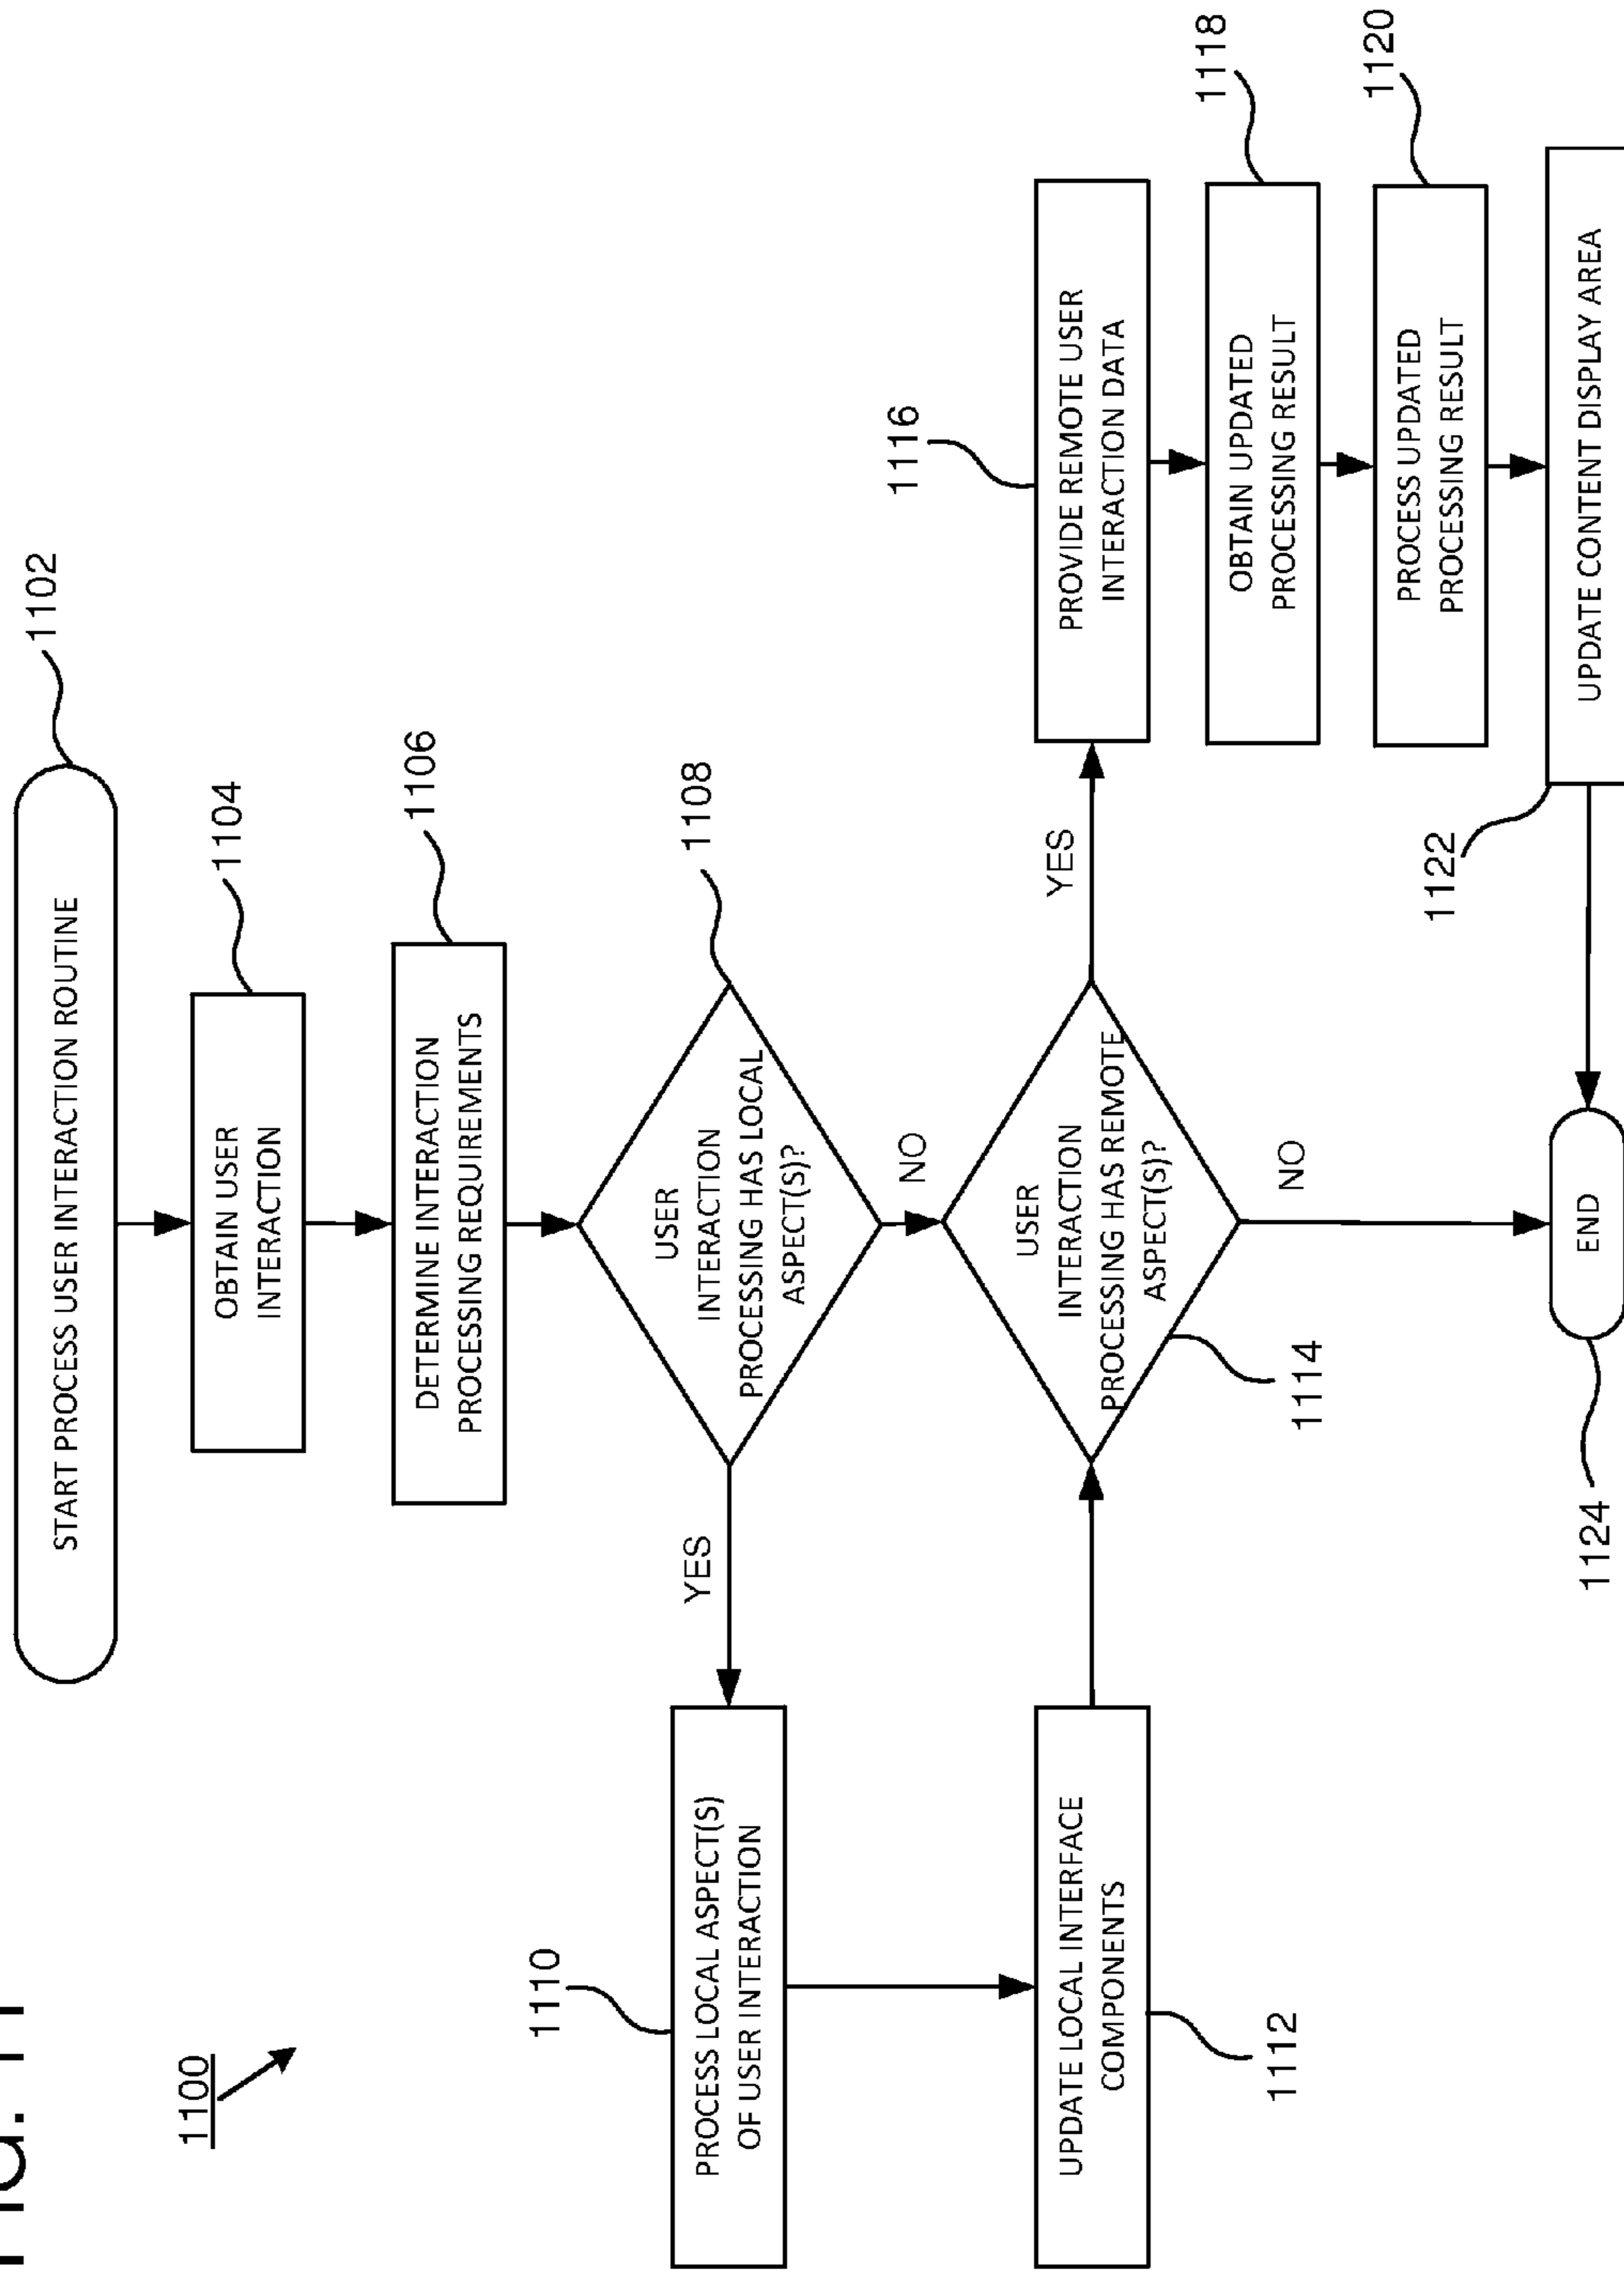 FIG. 11
1100
START PROCESS USER INTERACTION ROUTINE
1102
OBTAIN USER
INTERACTION
1104
DETERMINE INTERACTION
PROCESSING REQUIREMENTS
1106
USER
INTERACTION
PROCESSING HAS LOCAL
ASPECT(S)?
1108
YES
NO
1110
PROCESS LOCAL ASPECT(S)
OF USER INTERACTION
UPDATE LOCAL INTERFACE
COMPONENTS
1112
USER
INTERACTION
PROCESSING HAS REMOTE
ASPECT(S)?
1114
YES
NO
1116
PROVIDE REMOTE USER
INTERACTION DATA
OBTAIN UPDATED
PROCESSING RESULT
1118
PROCESS UPDATED
PROCESSING RESULT
1120
1122
UPDATE CONTENT DISPLAY AREA
END
1124